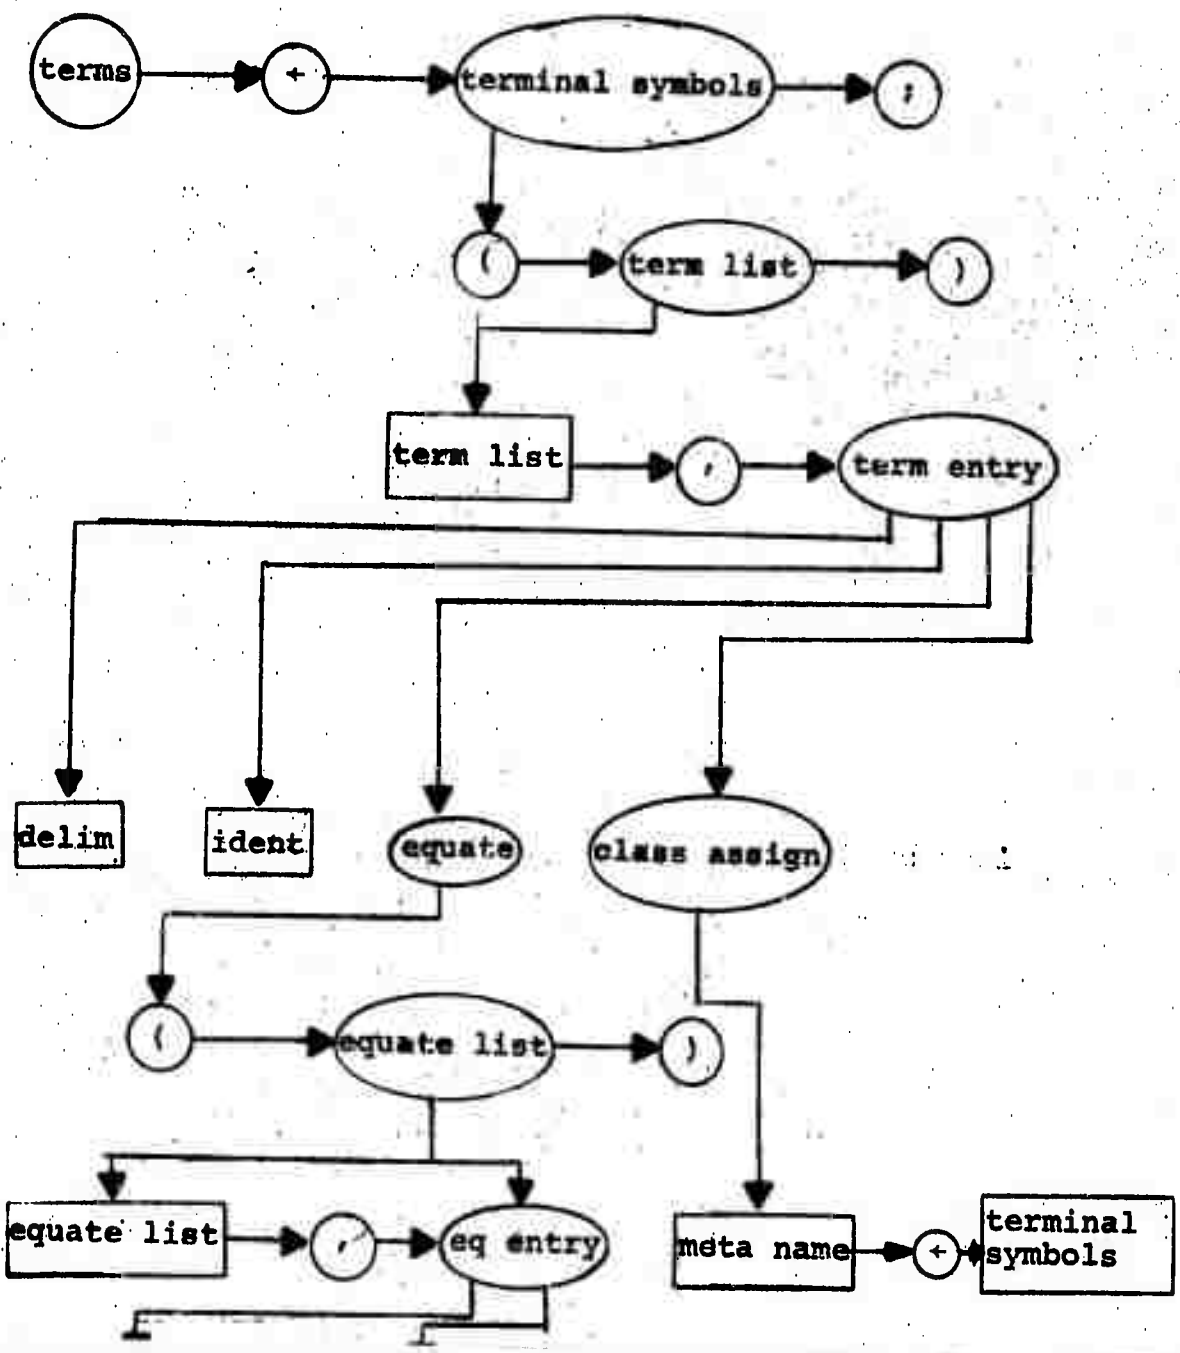 terms
←
terminal symbols
;
(
term list
)
term list
,
term entry
delim
ident
equate
class assign
(
equate list
)
equate list
,
eq entry
meta name
←
terminal
symbols